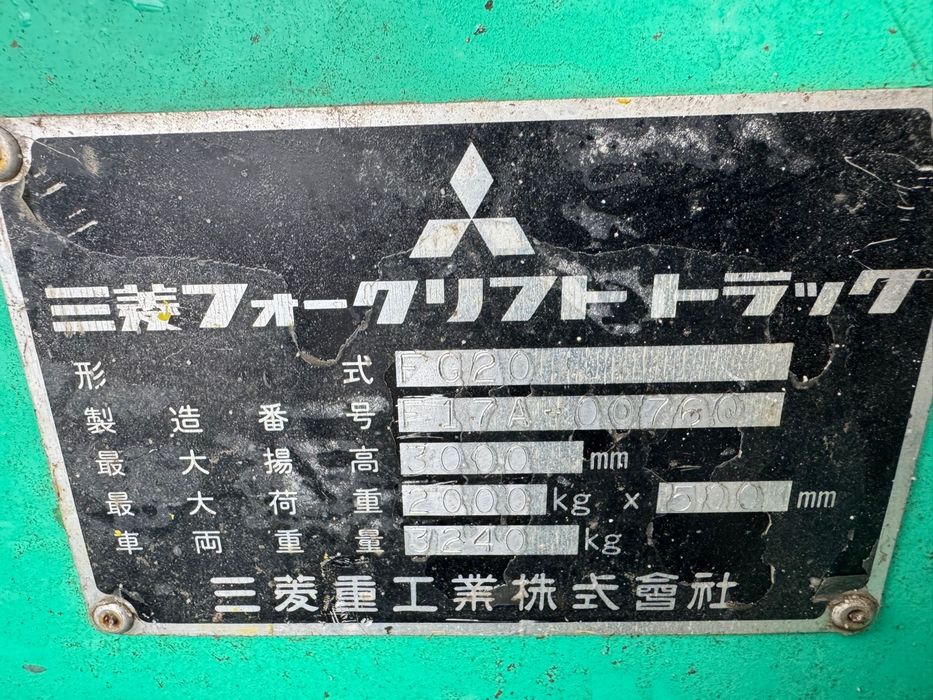 三菱フォークリフトトラック
形式 FG20
製造番号 F17A-00760
最大揚高 3000 mm
最大荷重 2000 kg × 500 mm
車両重量 3240 kg
三菱重工業株式會社